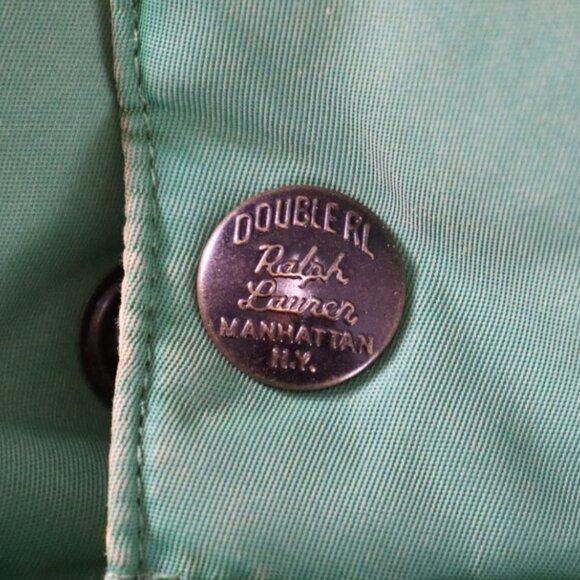 DOUBLE RL
Ralph
Lauren
MANHATTAN
N.Y.